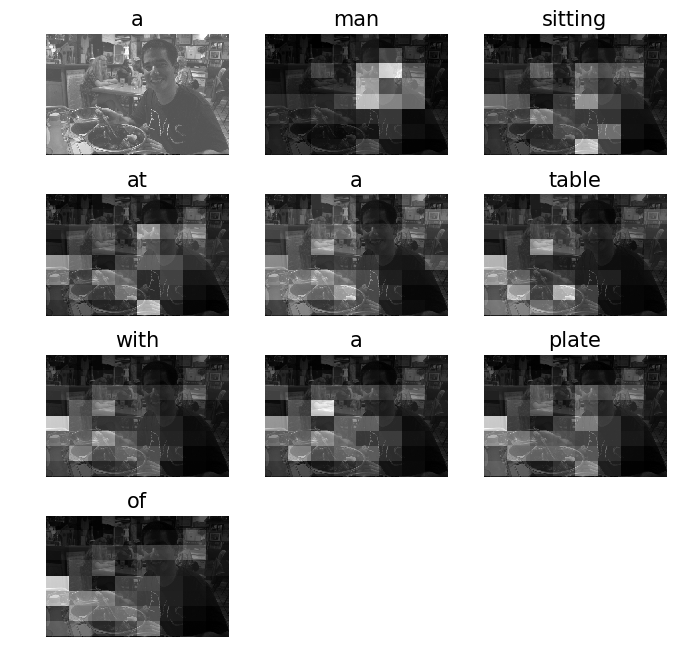 a man sitting
at a table
with a plate
of